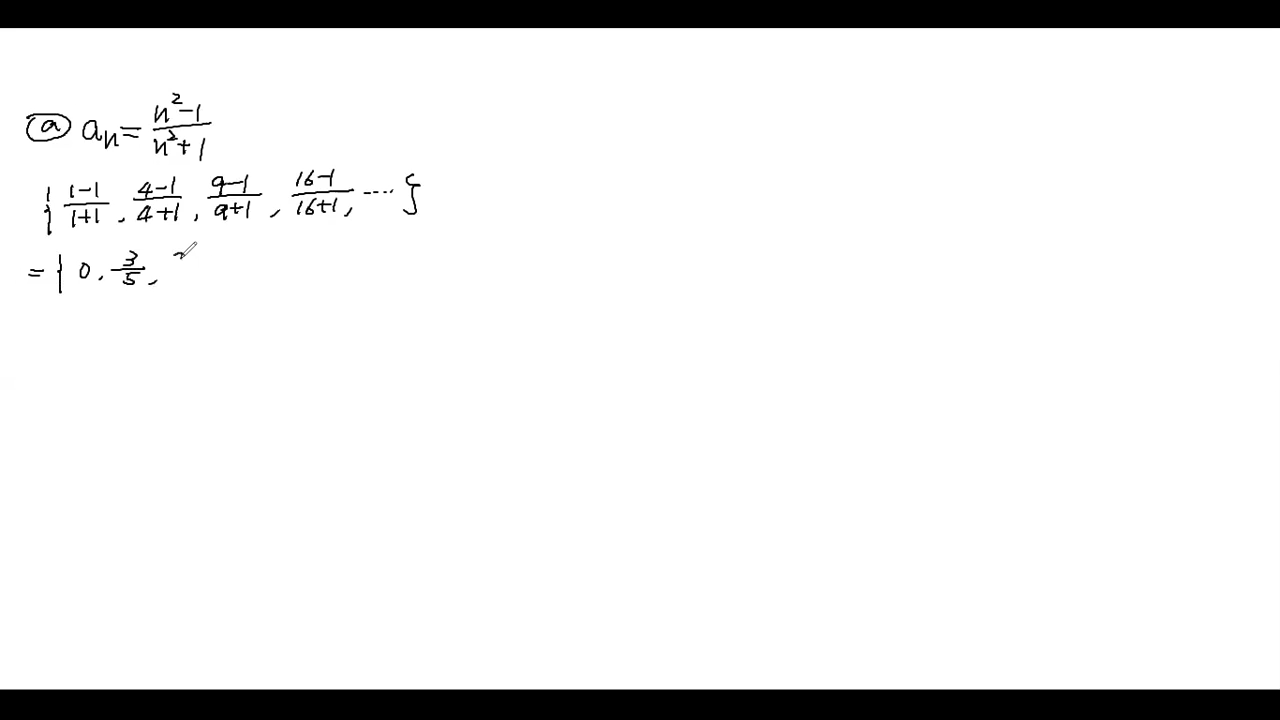 ⓐ aₙ = (n²-1)/(n²+1)
{ (1-1)/(1+1), (4-1)/(4+1), (9-1)/(9+1), (16-1)/(16+1), ···· }
= { 0, 3/5,